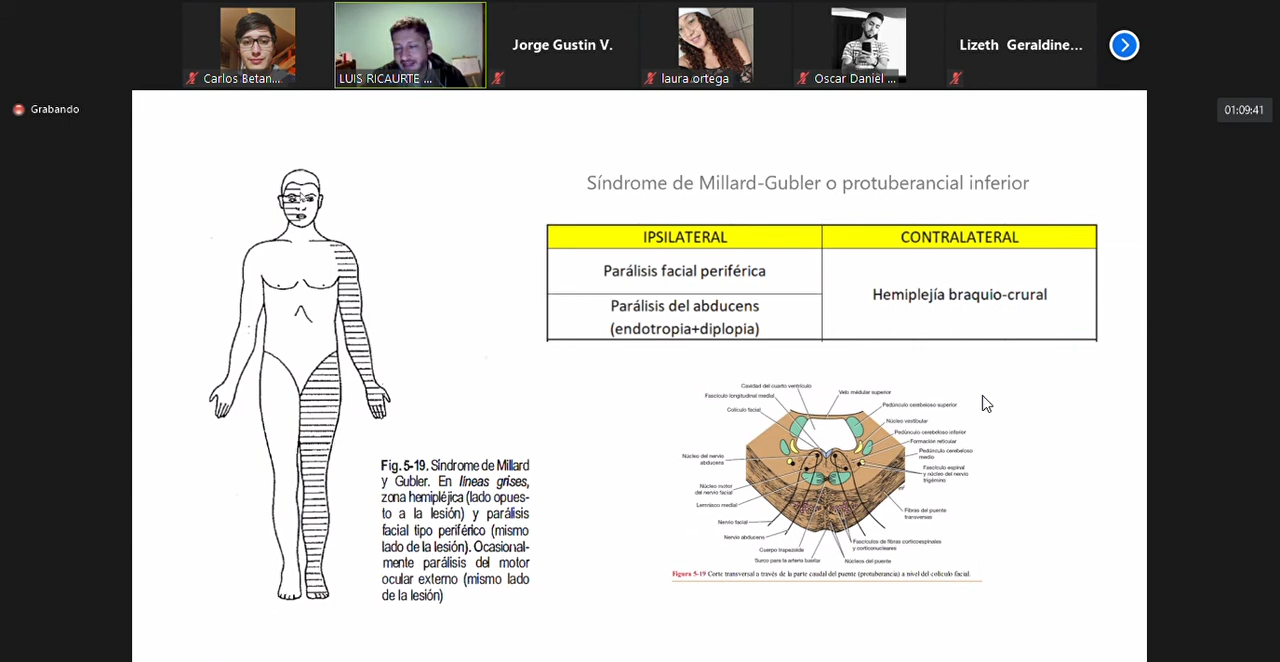 Jorge Gustin V.
Lizeth Geraldine...
Carlos Betan...
LUIS RICAURTE ...
laura ortega
Oscar Daniel ...
Grabando
01:09:41
Síndrome de Millard-Gubler o protuberancial inferior
IPSILATERAL
CONTRALATERAL
Parálisis facial periférica
Parálisis del abducens
(endotropia+diplopia)
Hemiplejía braquio-crural
Fig. 5-19. Síndrome de Millard
y Gubler. En líneas grises,
zona hemipléjica (lado opues-
to a la lesión) y parálisis
facial tipo periférico (mismo
lado de la lesión). Ocasional-
mente parálisis del motor
ocular externo (mismo lado
de la lesión)
Cavidad del cuarto ventrículo
Fascículo longitudinal medial
Colículo facial
Núcleo del nervio
abducens
Núcleo motor
del nervio facial
Lemnisco medial
Nervio facial
Nervio abducens
Cuerpo trapezoide
Surco para la arteria basilar
Velo medular superior
Pedúnculo cerebeloso superior
Núcleo vestibular
Pedúnculo cerebeloso inferior
Formación reticular
Pedúnculo cerebeloso
medio
Fascículo espinal
y núcleo del nervio
trigémino
Fibras del puente
transversas
Fascículos de fibras corticoespinales
y corticonucleares
Núcleos del puente
Figura 5-19 Corte transversal a través de la parte caudal del puente (protuberancia) a nivel del colículo facial.